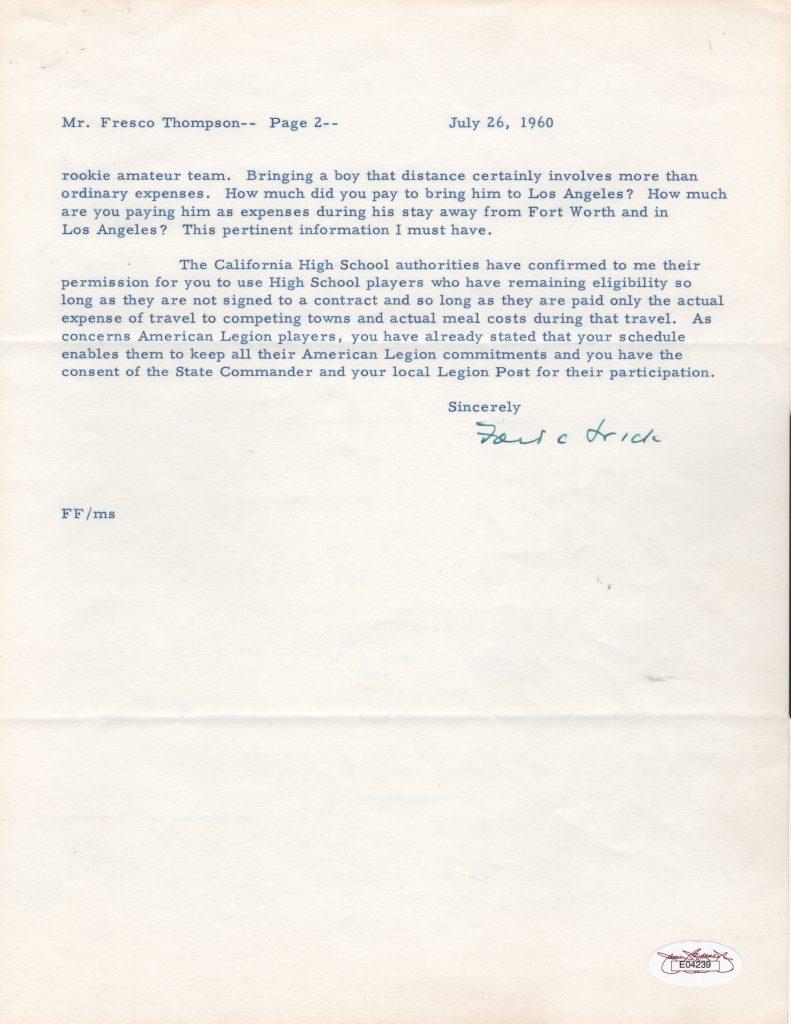 Mr. Fresco Thompson-- Page 2-- July 26, 1960
rookie amateur team. Bringing a boy that distance certainly involves more than
ordinary expenses. How much did you pay to bring him to Los Angeles? How much
are you paying him as expenses during his stay away from Fort Worth and in
Los Angeles? This pertinent information I must have.
The California High School authorities have confirmed to me their
permission for you to use High School players who have remaining eligibility so
long as they are not signed to a contract and so long as they are paid only the actual
expense of travel to competing towns and actual meal costs during that travel. As
concerns American Legion players, you have already stated that your schedule
enables them to keep all their American Legion commitments and you have the
consent of the State Commander and your local Legion Post for their participation.
Sincerely
Ford C Frick
FF/ms
E04239